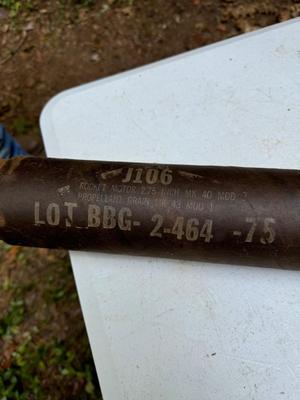 J106
ROCKET MOTOR 2.75 INCH MK 40 MOD 3
PROPELLANT GRAIN MK 43 MOD 1
LOT BBG- 2-464 -75